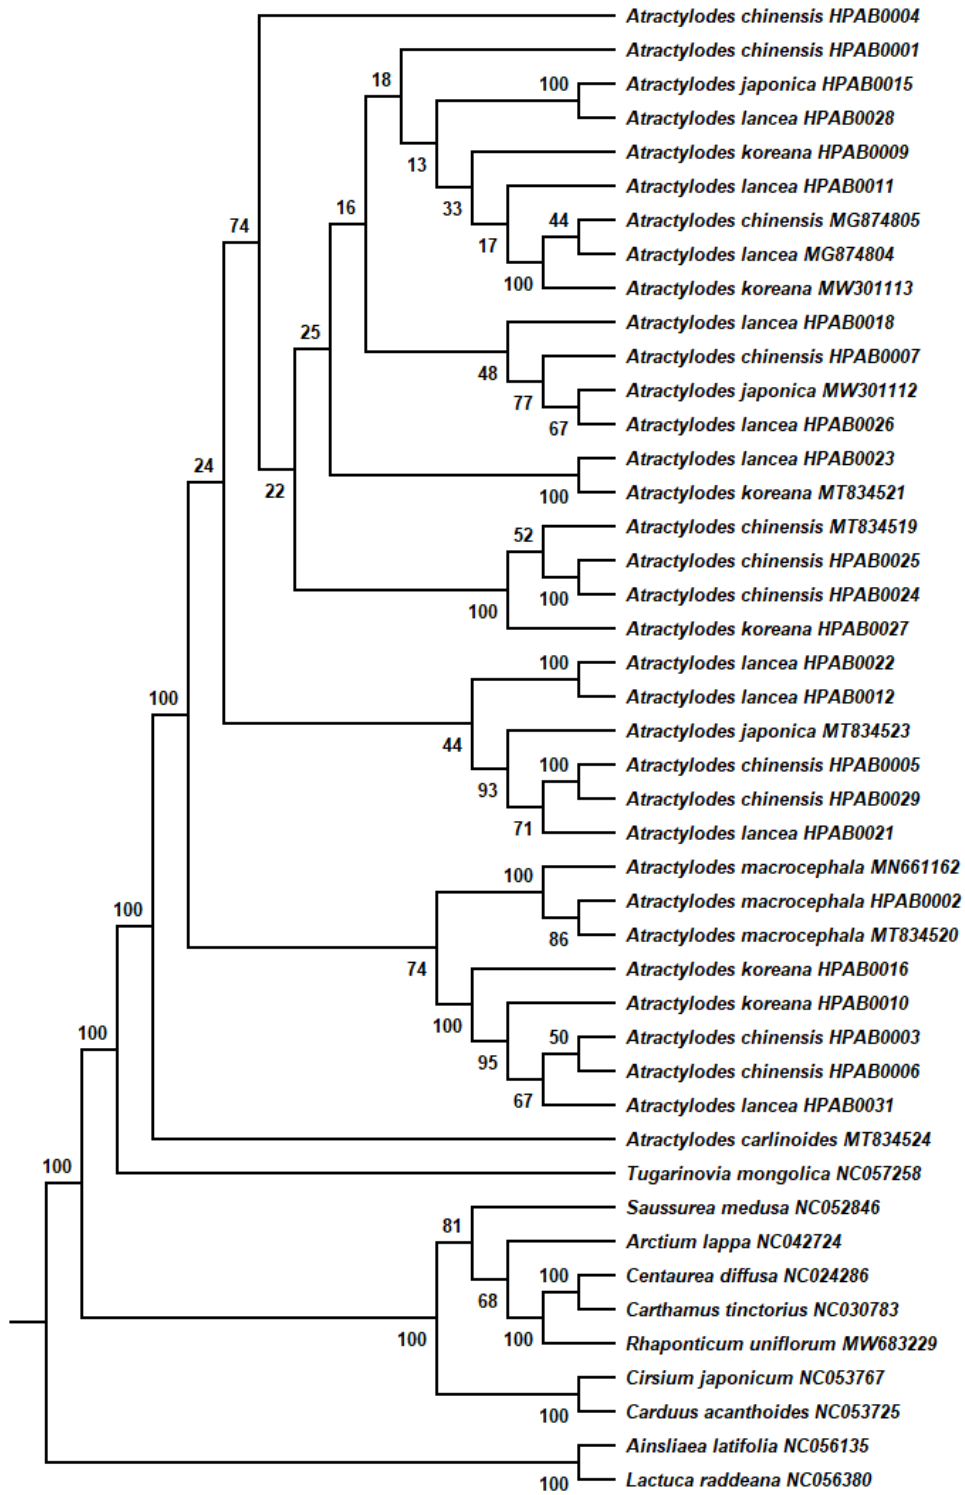 Atractylodes chinensis HPAB0004
Atractylodes chinensis HPAB0001
18
100
Atractylodes japonica HPAB0015
Atractylodes lancea HPAB0028
Atractylodes koreana HPAB0009
13
Atractylodes lancea HPAB0011
16
33
44
Atractylodes chinensis MG874805
74
17
Atractylodes lancea MG874804
100
Atractylodes koreana MW301113
Atractylodes lancea HPAB0018
25
Atractylodes chinensis HPAB0007
48
Atractylodes japonica MW301112
77
Atractylodes lancea HPAB0026
67
Atractylodes lancea HPAB0023
24
22
Atractylodes koreana MT834521
100
Atractylodes chinensis MT834519
52
Atractylodes chinensis HPAB0025
Atractylodes chinensis HPAB0024
100
100
Atractylodes koreana HPAB0027
100
Atractylodes lancea HPAB0022
100
Atractylodes lancea HPAB0012
Atractylodes japonica MT834523
44
100
Atractylodes chinensis HPAB0005
93
Atractylodes chinensis HPAB0029
71
Atractylodes lancea HPAB0021
Atractylodes macrocephala MN661162
100
Atractylodes macrocephala HPAB0002
100
86
Atractylodes macrocephala MT834520
74
Atractylodes koreana HPAB0016
Atractylodes koreana HPAB0010
100
100
50
Atractylodes chinensis HPAB0003
95
Atractylodes chinensis HPAB0006
67
Atractylodes lancea HPAB0031
Atractylodes carlinoides MT834524
100
Tugarinovia mongolica NC057258
Saussurea medusa NC052846
81
Arctium lappa NC042724
100
Centaurea diffusa NC024286
68
Carthamus tinctorius NC030783
100
100
Rhaponticum uniflorum MW683229
Cirsium japonicum NC053767
Carduus acanthoides NC053725
100
Ainsliaea latifolia NC056135
Lactuca raddeana NC056380
100